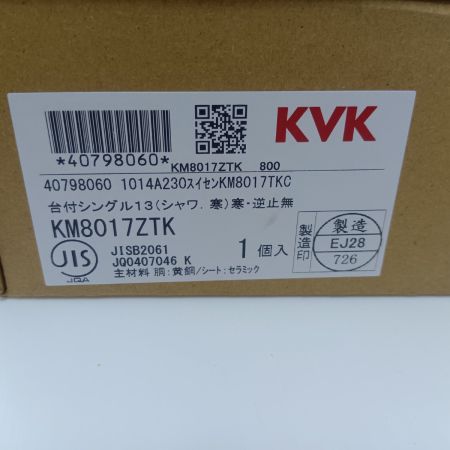 KVK
*40798060*
KM8017ZTK 800
40798060 1014A230スイセンKM8017TKC
台付シングル13(シャワ.寒)寒・逆止無
KM8017ZTK
JIS
JQA
JISB2061
JQ0407046 K
主材料 胴:黄銅/シート:セラミック
1個入
製造印
製造
EJ28
726